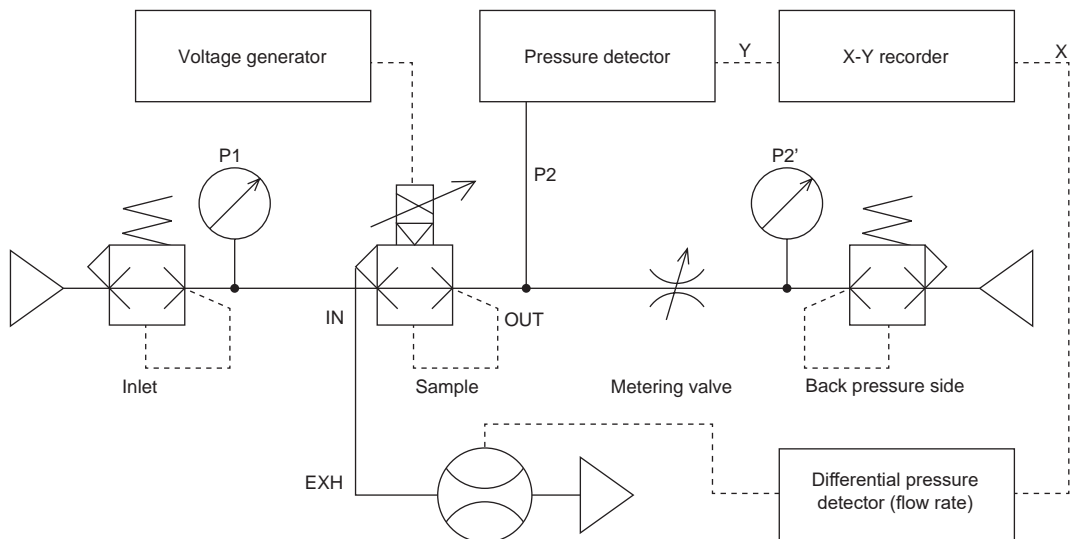 Voltage generator
Pressure detector
Y
X-Y recorder
X
P1
P2
P2'
IN
OUT
Inlet
Sample
Metering valve
Back pressure side
EXH
Differential pressure
detector (flow rate)